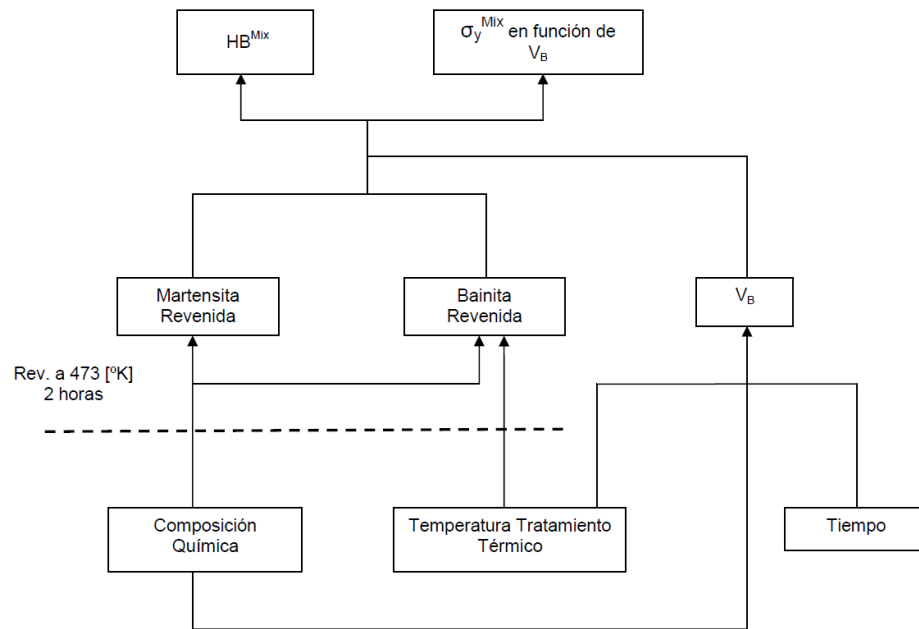 HB^Mix
σ_y^Mix en función de
V_B
Martensita
Revenida
Bainita
Revenida
V_B
Rev. a 473 [ºK]
2 horas
Composición
Química
Temperatura Tratamiento
Térmico
Tiempo